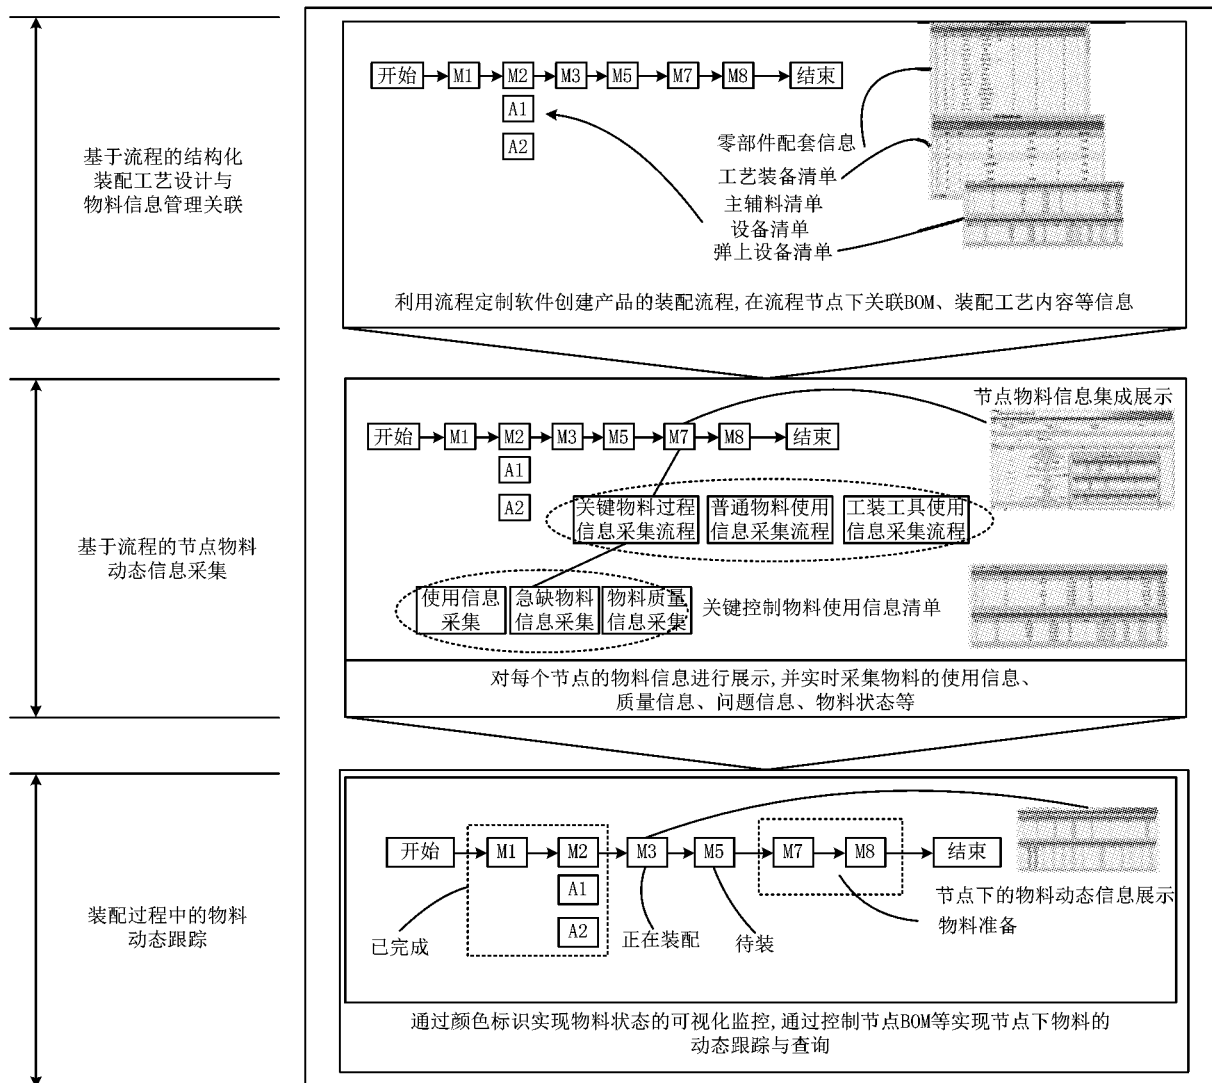 基于流程的结构化
装配工艺设计与
物料信息管理关联
开始
M1
M2
M3
M5
M7
M8
结束
A1
A2
零部件配套信息
工艺装备清单
主辅料清单
设备清单
弹上设备清单
利用流程定制软件创建产品的装配流程,在流程节点下关联BOM、装配工艺内容等信息
基于流程的节点物料
动态信息采集
节点物料信息集成展示
开始
M1
M2
M3
M5
M7
M8
结束
A1
A2
关键物料过程
信息采集流程
普通物料使用
信息采集流程
工装工具使用
信息采集流程
使用信息
采集
急缺物料
信息采集
物料质量
信息采集
关键控制物料使用信息清单
对每个节点的物料信息进行展示,并实时采集物料的使用信息、
质量信息、问题信息、物料状态等
装配过程中的物料
动态跟踪
开始
M1
M2
M3
M5
M7
M8
结束
A1
A2
已完成
正在装配
待装
节点下的物料动态信息展示
物料准备
通过颜色标识实现物料状态的可视化监控,通过控制节点BOM等实现节点下物料的
动态跟踪与查询